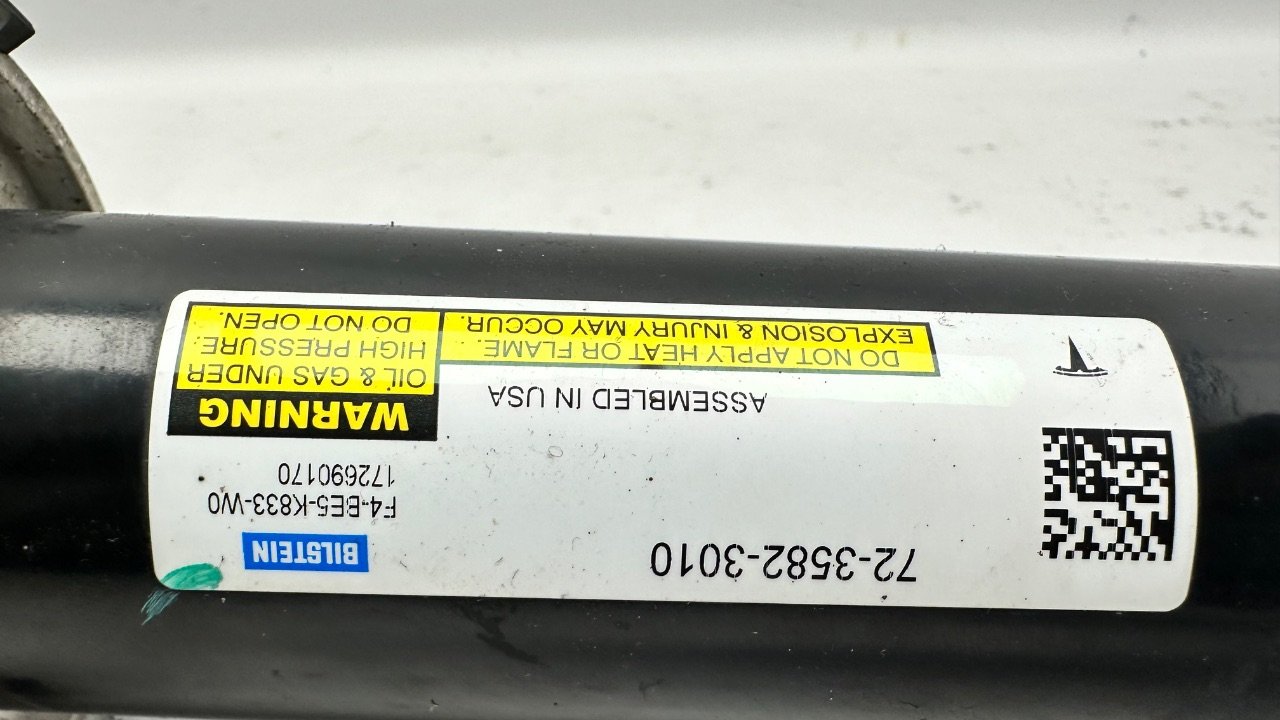 72-3582-3010
BILSTEIN
F4-BE5-K833-W0
172690170
ASSEMBLED IN USA
WARNING
OIL & GAS UNDER
HIGH PRESSURE.
DO NOT OPEN.
DO NOT APPLY HEAT OR FLAME.
EXPLOSION & INJURY MAY OCCUR.